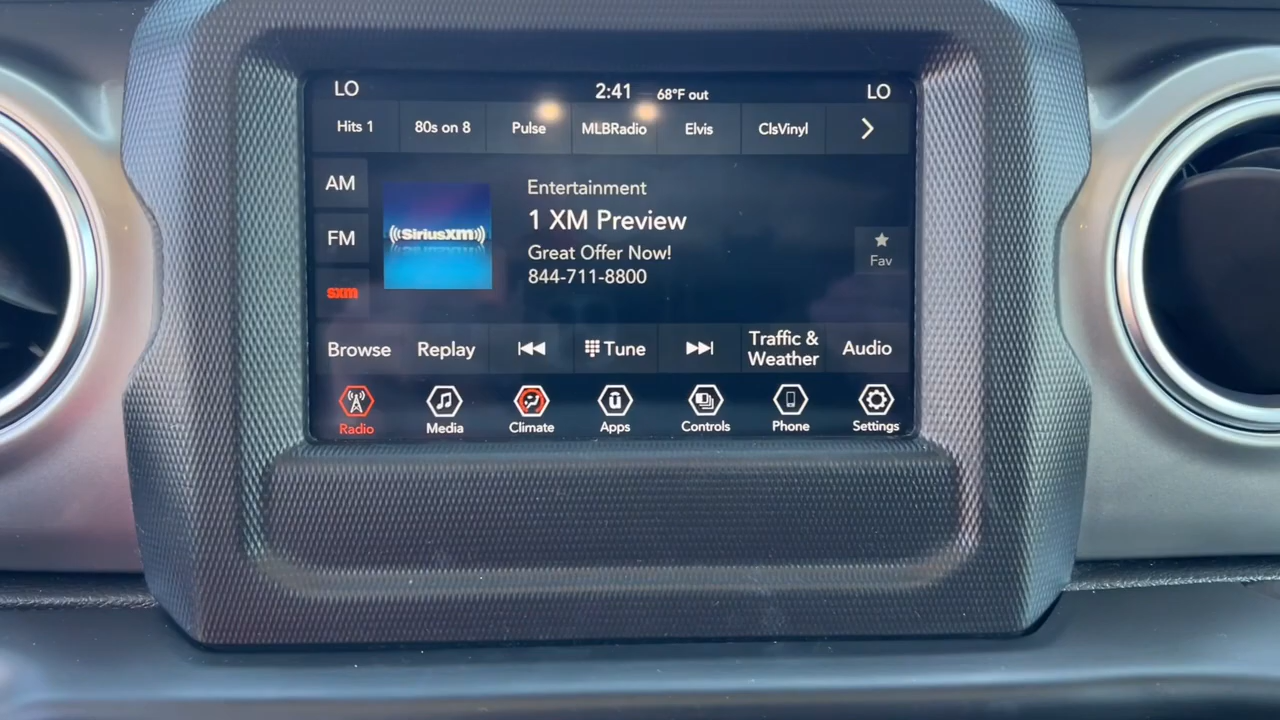 LO 2:41 68°F out LO
Hits 1 80s on 8 Pulse MLBRadio Elvis ClsVinyl
AM
FM
sxm
((SiriusXM))
Entertainment
1 XM Preview
Great Offer Now!
844-711-8800
Fav
Browse Replay Tune Traffic & Weather Audio
Radio Media Climate Apps Controls Phone Settings